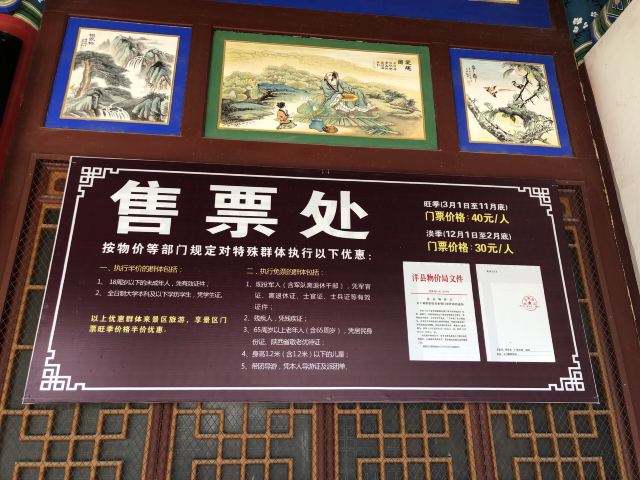 售票处
按物价等部门规定对特殊群体执行以下优惠：
一、执行半价的群体包括：
1、18周岁以下的未成年人，凭有效证件；
2、全日制大学本科及以下学历学生，凭学生证。
以上优惠群体来景区旅游，享景区门
票旺季价格半价优惠。
二、执行免票的群体包括：
1、现役军人（含军队离退休干部），凭军官
证、离退休证、士官证、士兵证等有效
证件；
2、残疾人，凭残疾证；
3、65周岁以上老年人（含65周岁），凭居民身
份证、陕西省敬老优待证；
4、身高1.2米（含1.2米）以下的儿童；
5、带团导游，凭本人导游证及派团单。
旺季(3月1日至11月底)
门票价格：40元/人
淡季(12月1日至2月底)
门票价格：30元/人
洋县物价局文件